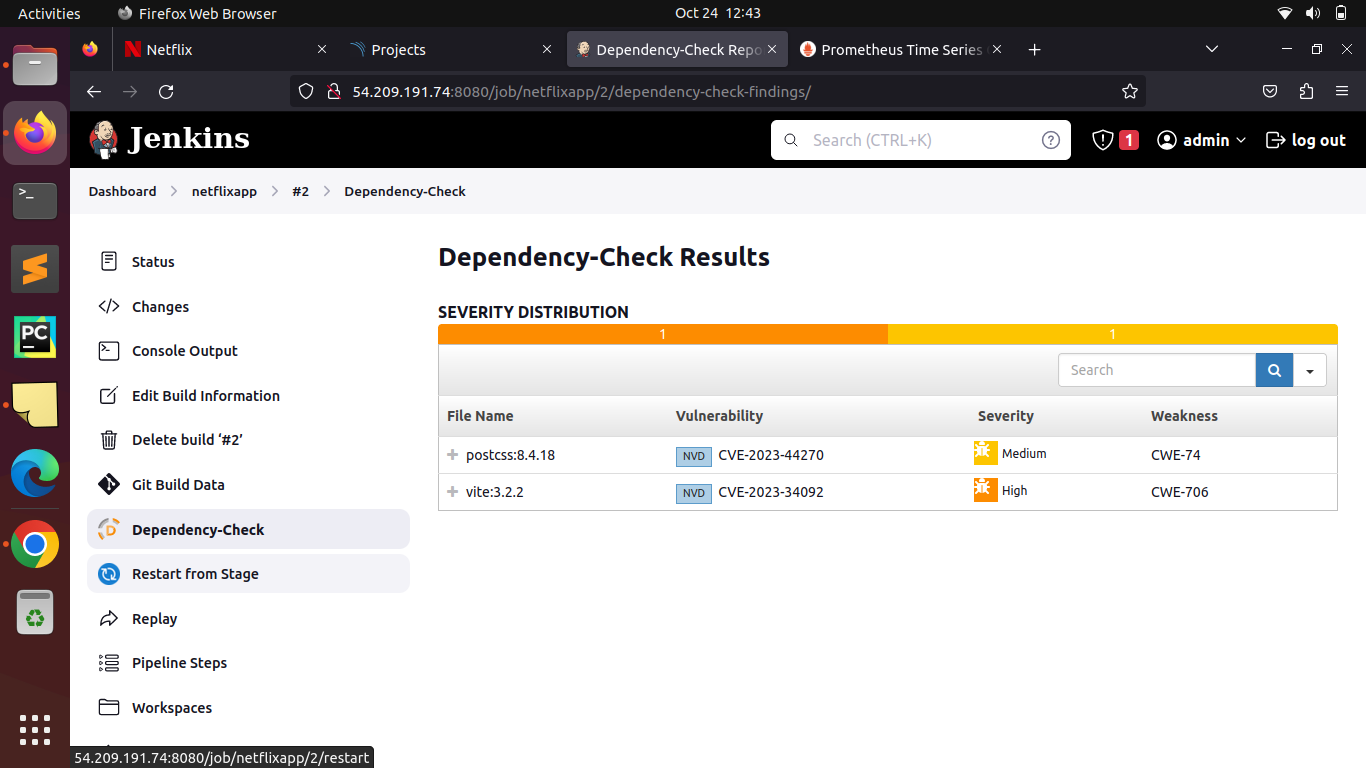 Activities
Firefox Web Browser
Oct 24 12:43
Netflix
Projects
Dependency-Check Repo
Prometheus Time Series
54.209.191.74:8080/job/netflixapp/2/dependency-check-findings/
Jenkins
Search (CTRL+K)
?
1
admin
log out
Dashboard
netflixapp
#2
Dependency-Check
Status
Changes
Console Output
Edit Build Information
Delete build ‘#2’
Git Build Data
Dependency-Check
Restart from Stage
Replay
Pipeline Steps
Workspaces
Dependency-Check Results
SEVERITY DISTRIBUTION
1 1
Search
File Name Vulnerability Severity Weakness
postcss:8.4.18 NVD CVE-2023-44270 Medium CWE-74
vite:3.2.2 NVD CVE-2023-34092 High CWE-706
PC
54.209.191.74:8080/job/netflixapp/2/restart